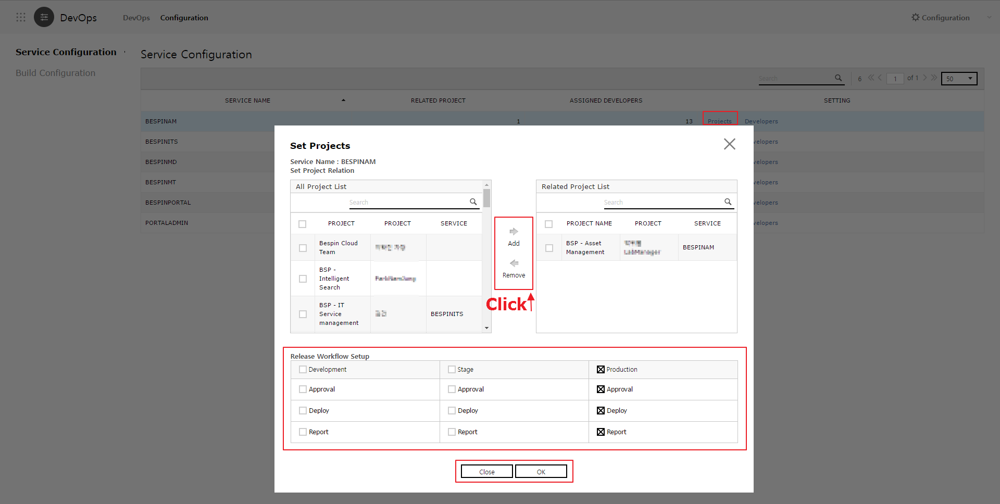 DevOps DevOps Configuration Configuration
Service Configuration
Build Configuration
Service Configuration
Search 6 1 of 1 50
SERVICE NAME RELATED PROJECT ASSIGNED DEVELOPERS SETTING
BESPINAM 1 13 Projects Developers
BESPINITS velopers
BESPINMD velopers
BESPINMT velopers
BESPINPORTAL velopers
PORTALADMIN velopers
Set Projects
Service Name : BESPINAM
Set Project Relation
All Project List
Search
PROJECT PROJECT SERVICE
Bespin Cloud
Team
BSP -
Intelligent
Search
BSP - IT
Service
management
BESPINITS
Add
Remove
Click
Related Project List
Search
PROJECT NAME PROJECT SERVICE
BSP - Asset
Management
LabManager
BESPINAM
Release Workflow Setup
Development Stage Production
Approval Approval Approval
Deploy Deploy Deploy
Report Report Report
Close OK